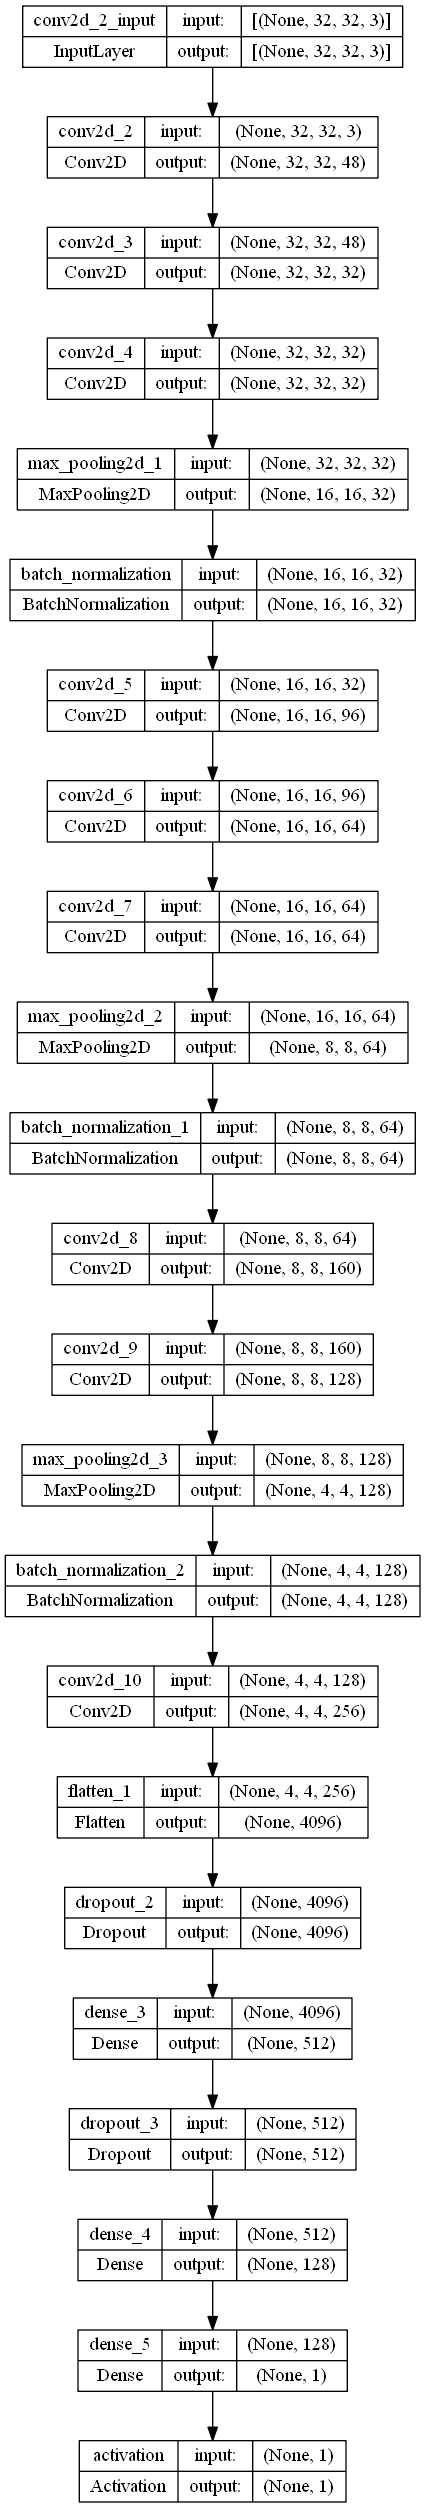 conv2d_2_input input: [(None, 32, 32, 3)]
InputLayer output: [(None, 32, 32, 3)]
conv2d_2 input: (None, 32, 32, 3)
Conv2D output: (None, 32, 32, 48)
conv2d_3 input: (None, 32, 32, 48)
Conv2D output: (None, 32, 32, 32)
conv2d_4 input: (None, 32, 32, 32)
Conv2D output: (None, 32, 32, 32)
max_pooling2d_1 input: (None, 32, 32, 32)
MaxPooling2D output: (None, 16, 16, 32)
batch_normalization input: (None, 16, 16, 32)
BatchNormalization output: (None, 16, 16, 32)
conv2d_5 input: (None, 16, 16, 32)
Conv2D output: (None, 16, 16, 96)
conv2d_6 input: (None, 16, 16, 96)
Conv2D output: (None, 16, 16, 64)
conv2d_7 input: (None, 16, 16, 64)
Conv2D output: (None, 16, 16, 64)
max_pooling2d_2 input: (None, 16, 16, 64)
MaxPooling2D output: (None, 8, 8, 64)
batch_normalization_1 input: (None, 8, 8, 64)
BatchNormalization output: (None, 8, 8, 64)
conv2d_8 input: (None, 8, 8, 64)
Conv2D output: (None, 8, 8, 160)
conv2d_9 input: (None, 8, 8, 160)
Conv2D output: (None, 8, 8, 128)
max_pooling2d_3 input: (None, 8, 8, 128)
MaxPooling2D output: (None, 4, 4, 128)
batch_normalization_2 input: (None, 4, 4, 128)
BatchNormalization output: (None, 4, 4, 128)
conv2d_10 input: (None, 4, 4, 128)
Conv2D output: (None, 4, 4, 256)
flatten_1 input: (None, 4, 4, 256)
Flatten output: (None, 4096)
dropout_2 input: (None, 4096)
Dropout output: (None, 4096)
dense_3 input: (None, 4096)
Dense output: (None, 512)
dropout_3 input: (None, 512)
Dropout output: (None, 512)
dense_4 input: (None, 512)
Dense output: (None, 128)
dense_5 input: (None, 128)
Dense output: (None, 1)
activation input: (None, 1)
Activation output: (None, 1)